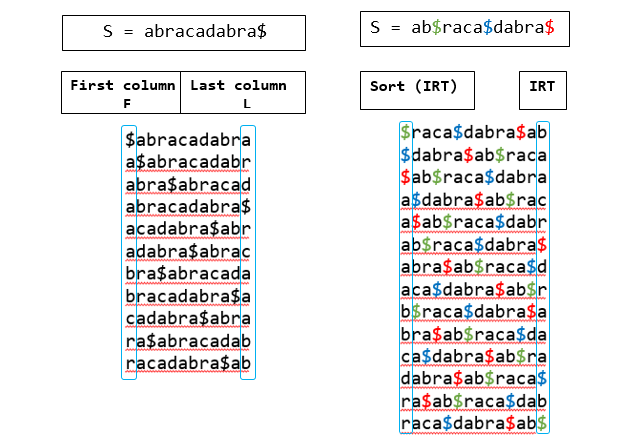 S = abracadabra$
First column
F
Last column
L
$abracadabra
a$abracadabr
abra$abracad
abracadabra$
acadabra$abr
adabra$abrac
bra$abracada
bracadabra$a
cadabra$abra
ra$abracadab
racadabra$ab
S = ab$raca$dabra$
Sort (IRT)
IRT
$raca$dabra$ab
$dabra$ab$raca
$ab$raca$dabra
a$dabra$ab$rac
a$ab$raca$dabr
ab$raca$dabra$
abra$ab$raca$d
aca$dabra$ab$r
b$raca$dabra$a
bra$ab$raca$da
ca$dabra$ab$ra
dabra$ab$raca$
ra$ab$raca$dab
raca$dabra$ab$